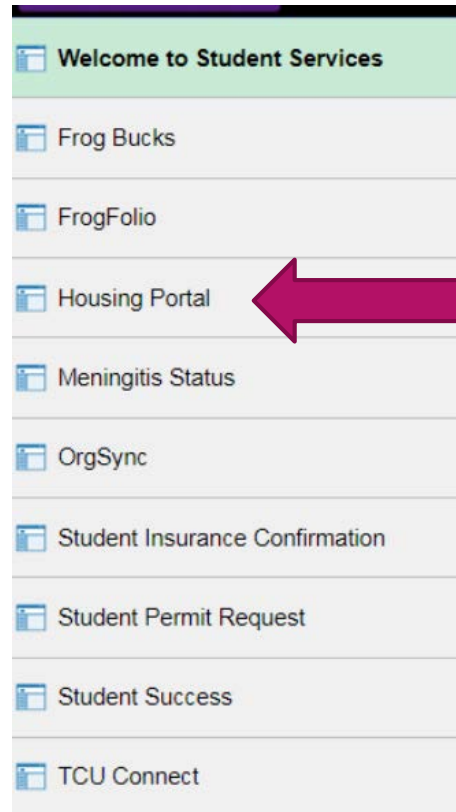 Welcome to Student Services
Frog Bucks
FrogFolio
Housing Portal
Meningitis Status
OrgSync
Student Insurance Confirmation
Student Permit Request
Student Success
TCU Connect